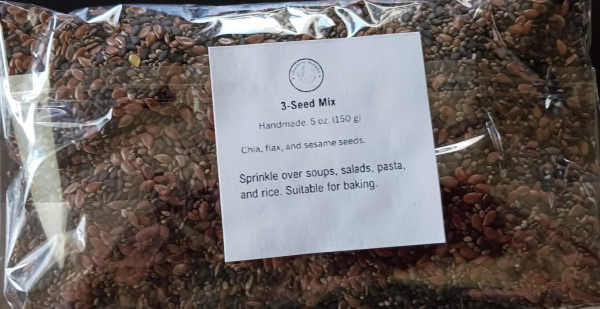 3-Seed Mix
Handmade. 5 oz. (150 g)
Chia, flax, and sesame seeds.
Sprinkle over soups, salads, pasta,
and rice. Suitable for baking.